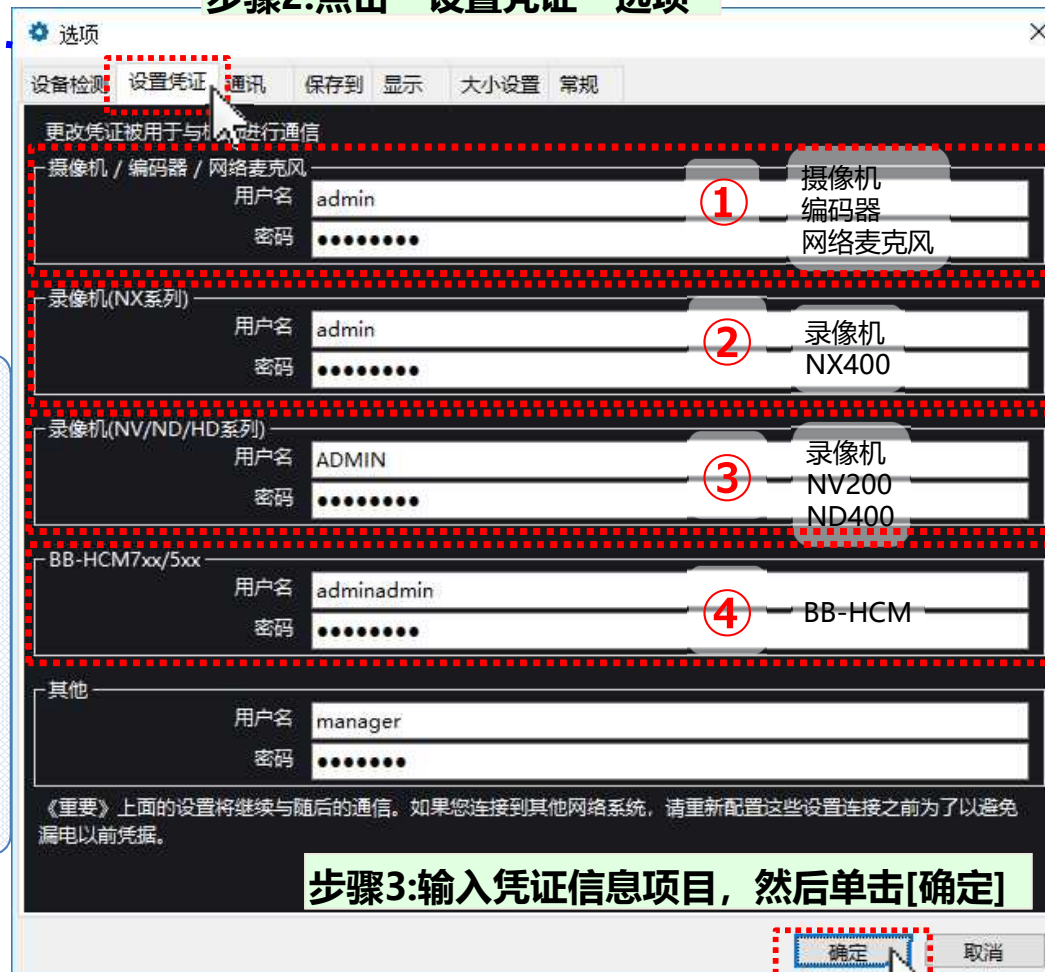 步骤2:点击“设置凭证”选项
选项
设备检测 设置凭证 通讯 保存到 显示 大小设置 常规
更改凭证被用于与 进行通信
摄像机 / 编码器 / 网络麦克风
用户名 admin
密码 ●●●●●●●●
① 摄像机
编码器
网络麦克风
录像机(NX系列)
用户名 admin
密码 ●●●●●●●●
② 录像机
NX400
录像机(NV/ND/HD系列)
用户名 ADMIN
密码 ●●●●●●●●
③ 录像机
NV200
ND400
BB-HCM7xx/5xx
用户名 adminadmin
密码 ●●●●●●●●
④ BB-HCM
其他
用户名 manager
密码 ●●●●●●●
《重要》上面的设置将继续与随后的通信。如果您连接到其他网络系统，请重新配置这些设置连接之前为了以避免
漏电以前凭据。
步骤3:输入凭证信息项目，然后单击[确定]
确定 取消